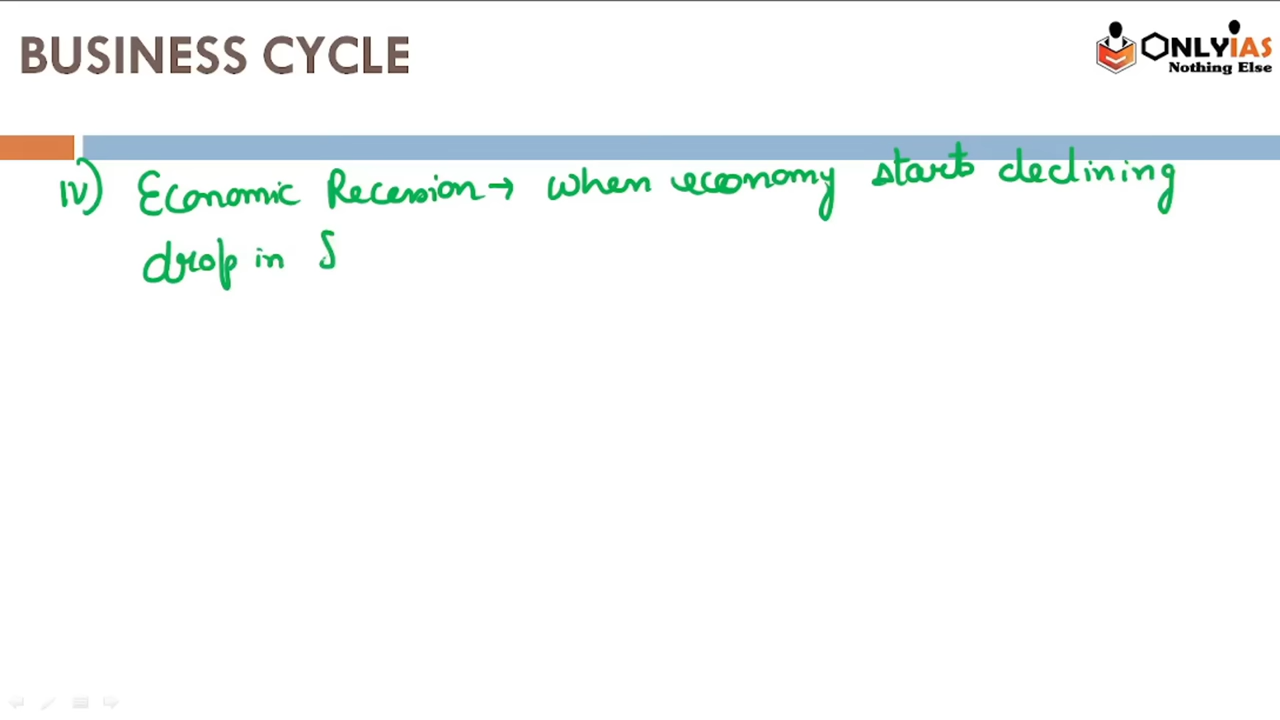 BUSINESS CYCLE
ONLYIAS
Nothing Else
iv) Economic Recession → when economy starts declining
drop in S